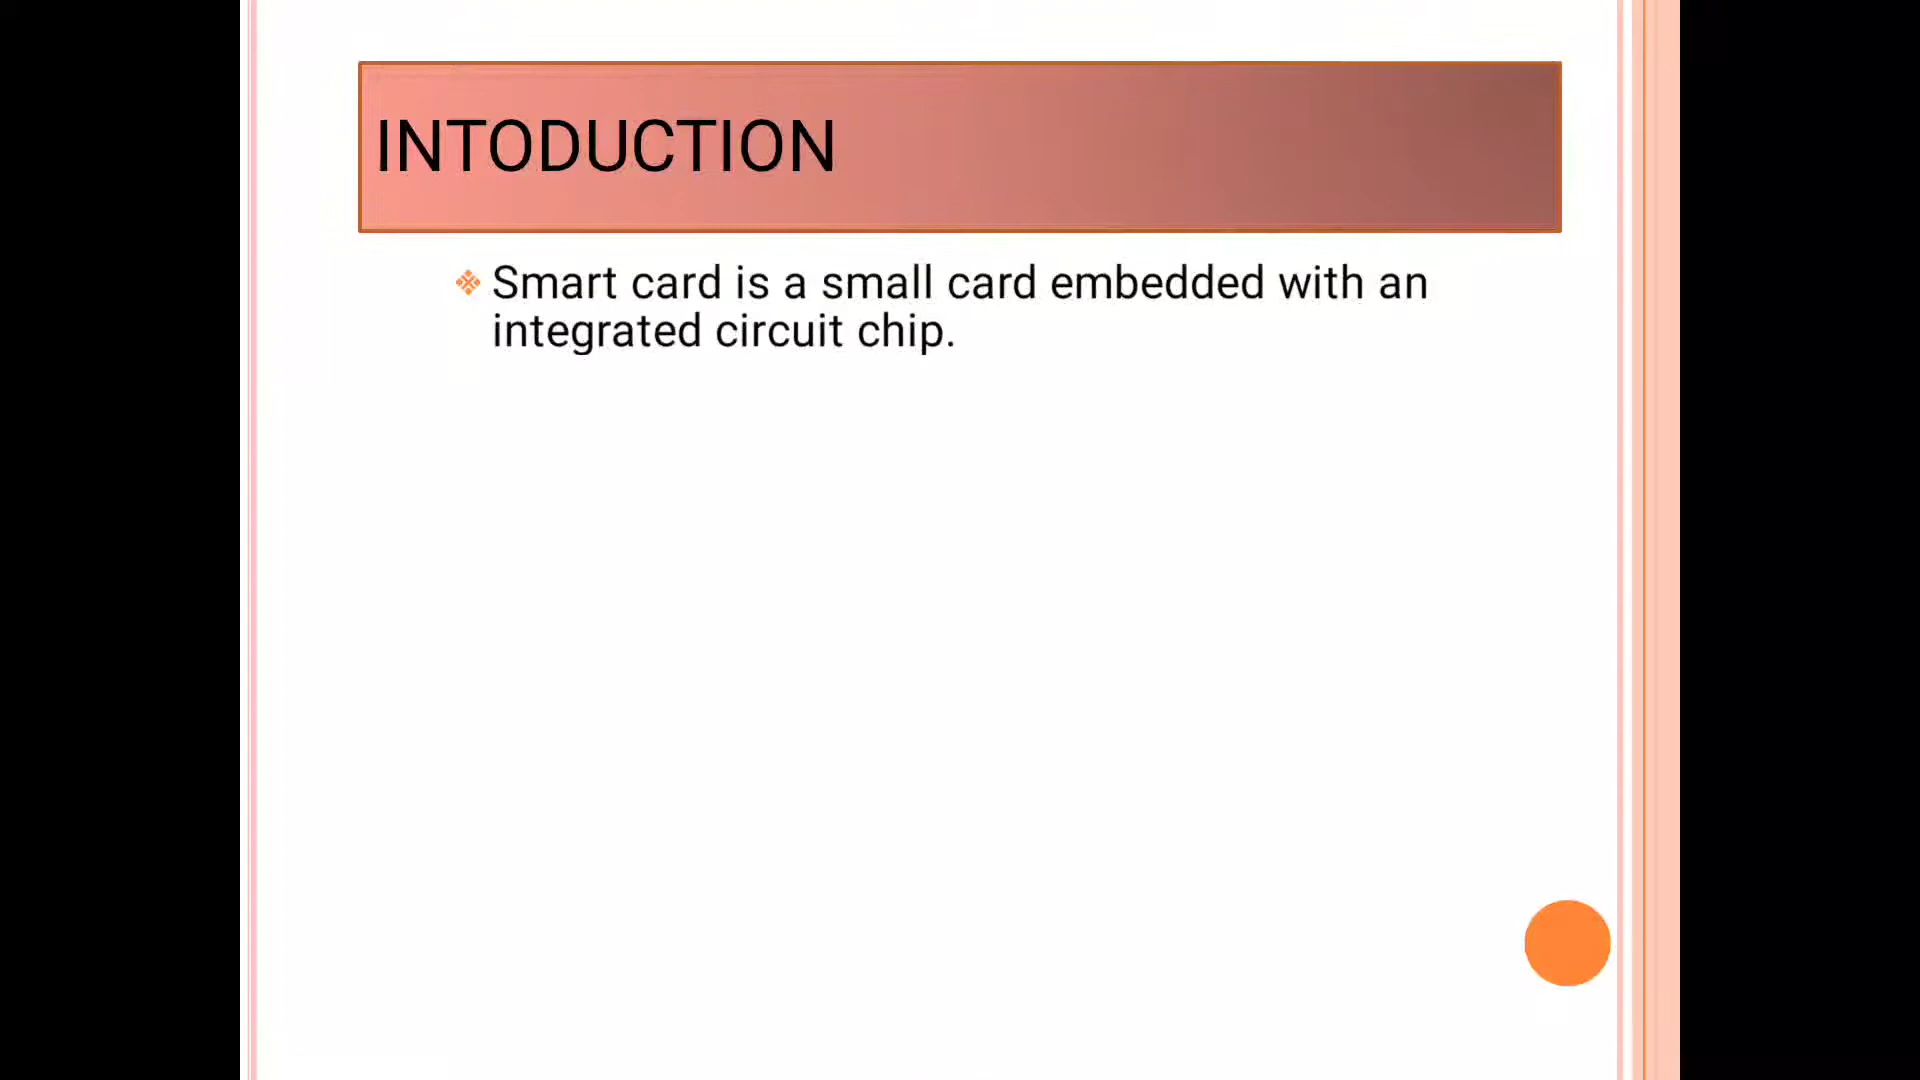 INTODUCTION
Smart card is a small card embedded with an
integrated circuit chip.